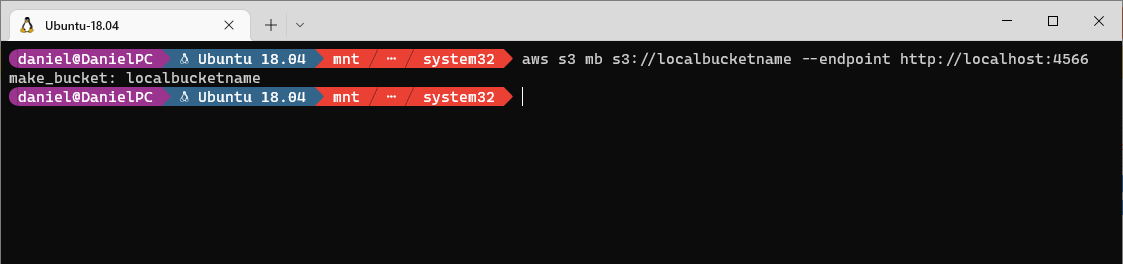 Ubuntu-18.04
daniel@DanielPC Ubuntu 18.04 mnt ⋯ system32 aws s3 mb s3://localbucketname --endpoint http://localhost:4566
make_bucket: localbucketname
daniel@DanielPC Ubuntu 18.04 mnt ⋯ system32